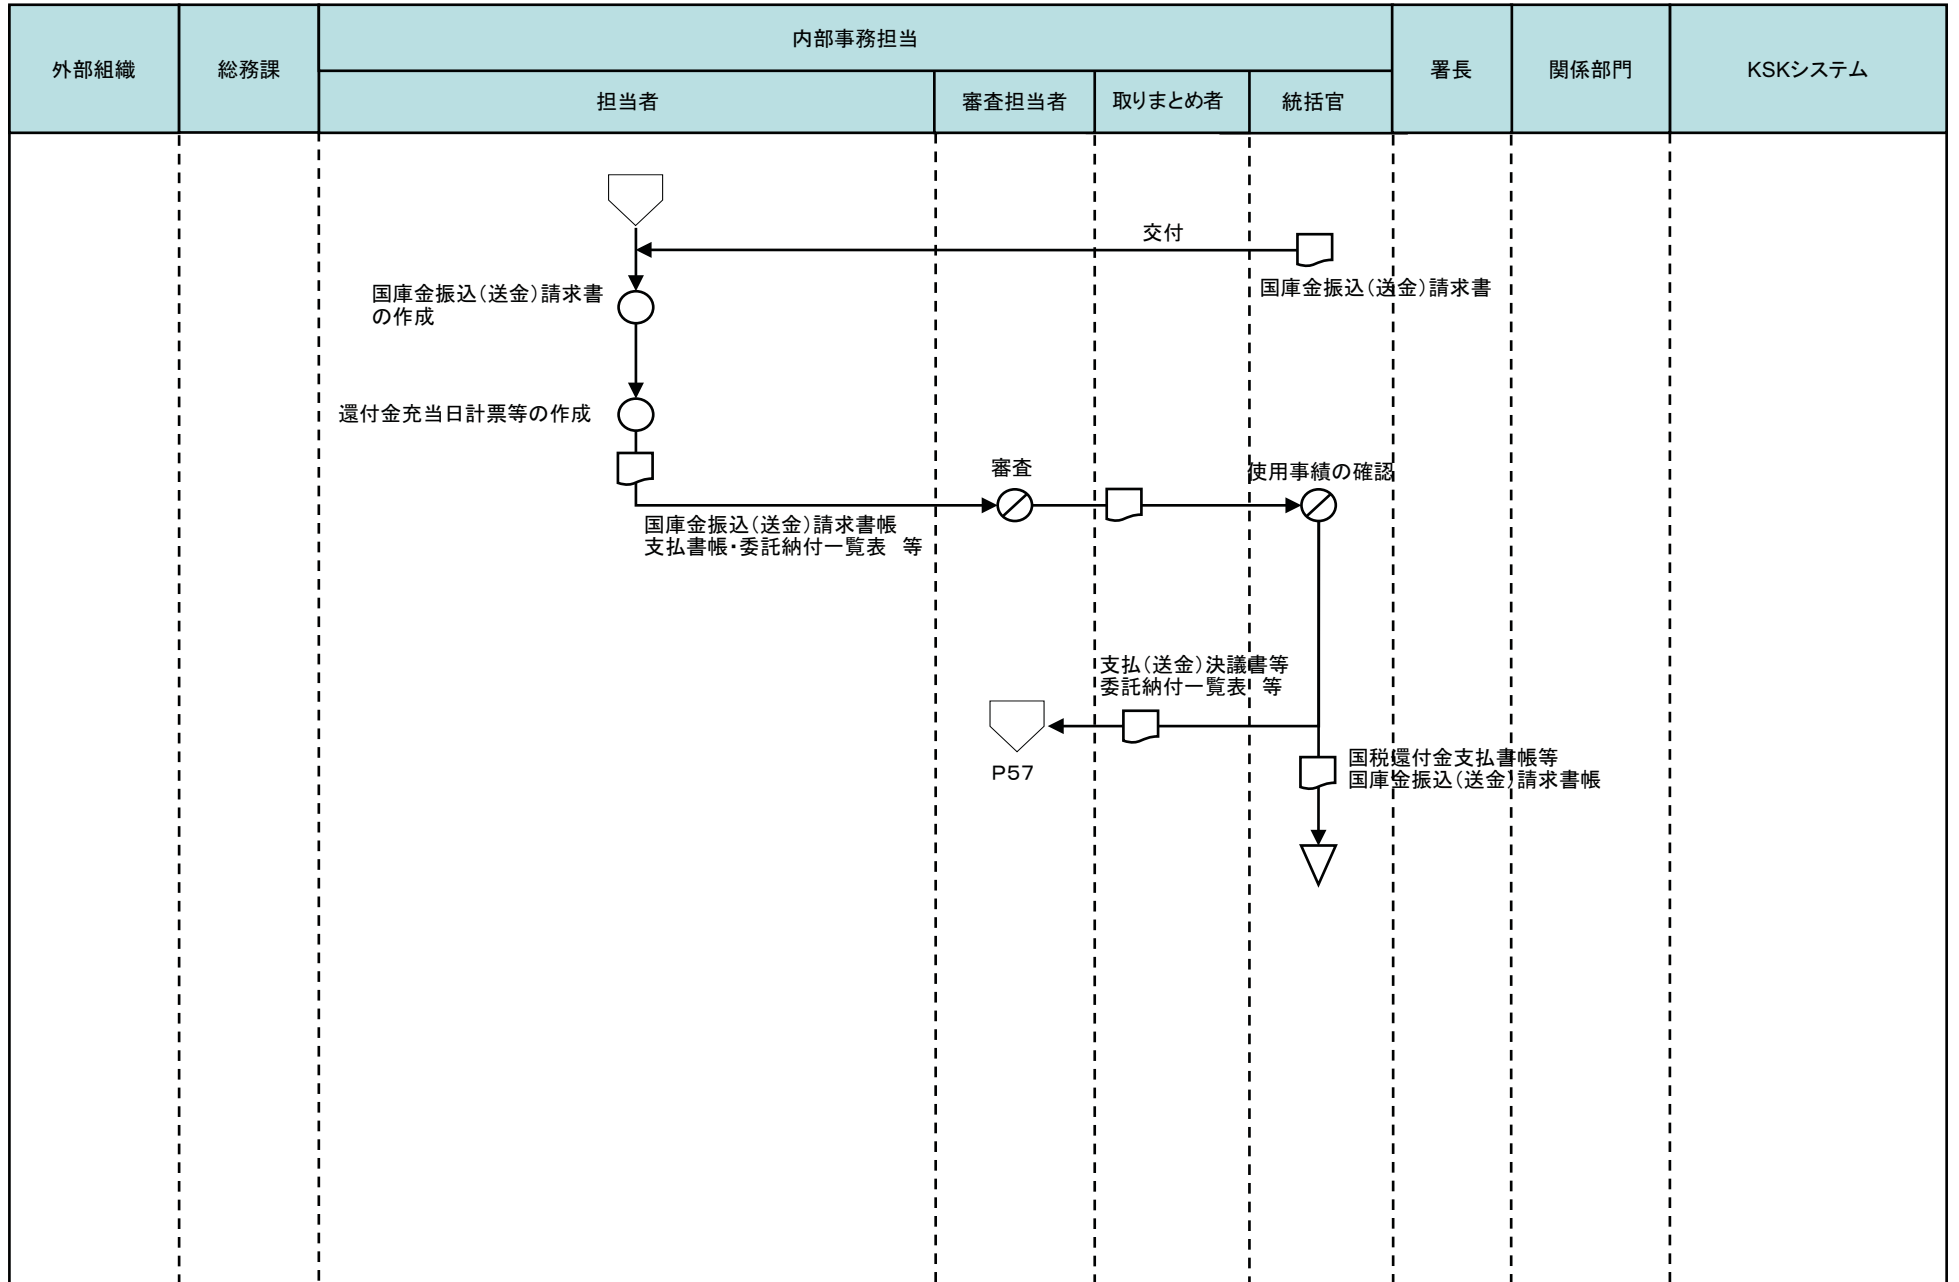 外部組織
総務課
内部事務担当
署長
関係部門
KSKシステム
担当者
審査担当者
取りまとめ者
統括官
交付
国庫金振込(送金)請求書
国庫金振込(送金)請求書
の作成
還付金充当日計票等の作成
審査
使用事績の確認
国庫金振込(送金)請求書帳
支払書帳・委託納付一覧表 等
支払(送金)決議書等
委託納付一覧表 等
P57
国税還付金支払書帳等
国庫金振込(送金)請求書帳